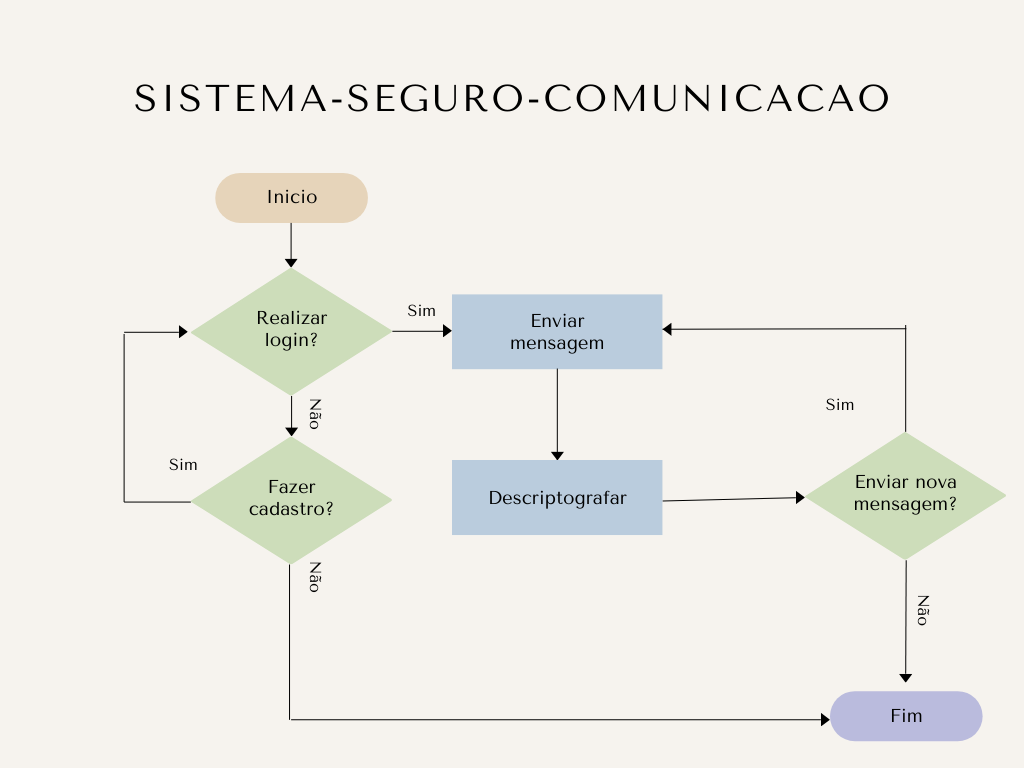 SISTEMA-SEGURO-COMUNICACAO
Inicio
Realizar
login?
Sim
Enviar
mensagem
Não
Sim
Sim
Fazer
cadastro?
Descriptografar
Enviar nova
mensagem?
Não
Não
Fim